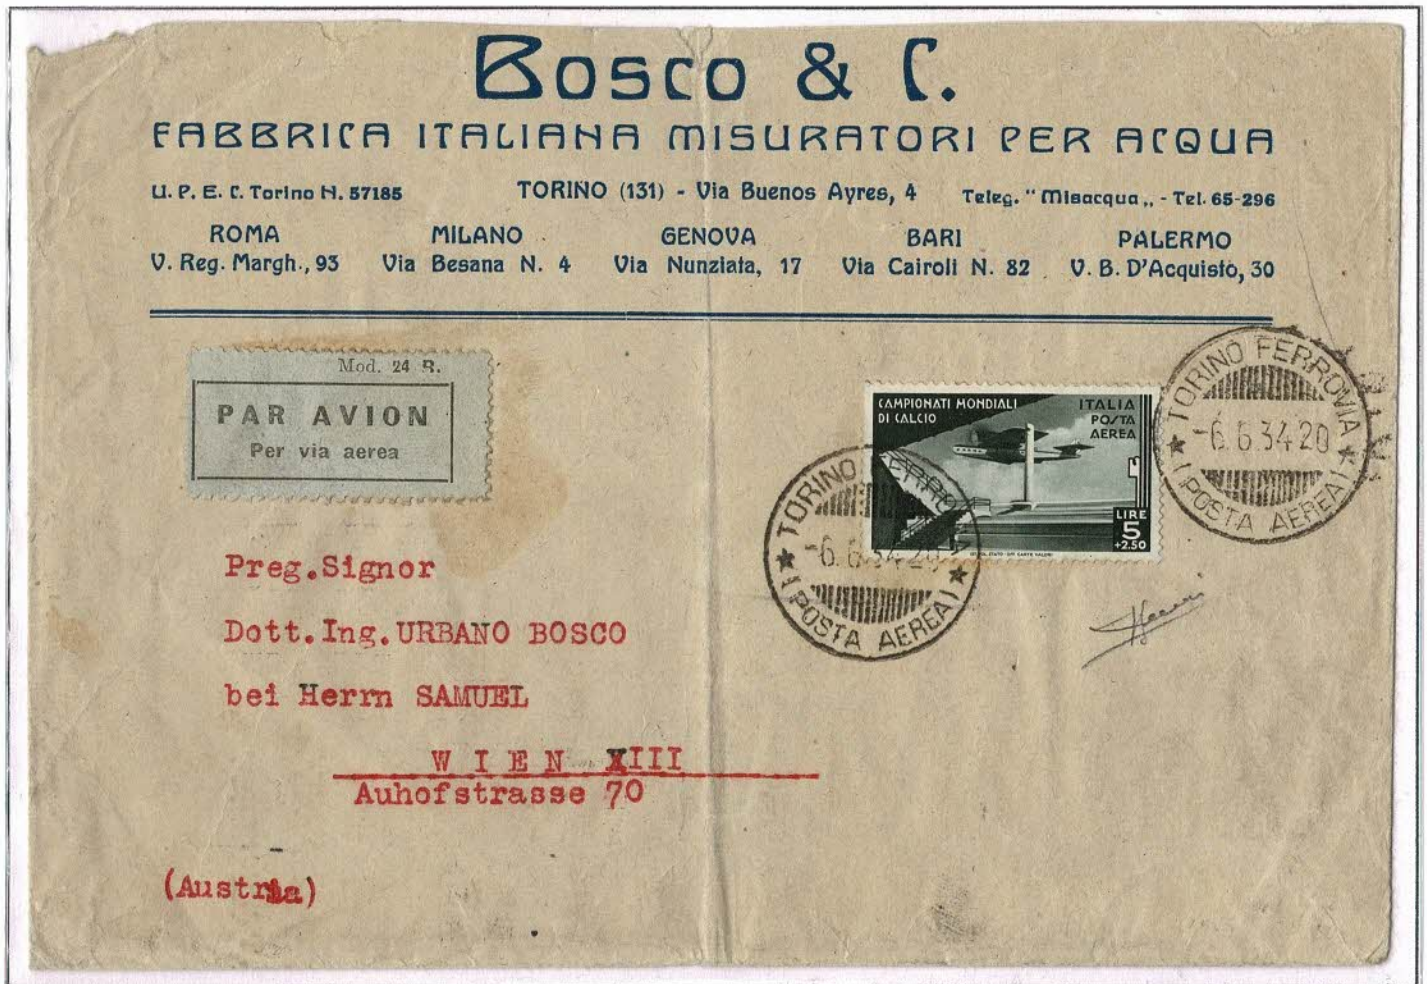 Bosco & C.
FABBRICA ITALIANA MISURATORI PER ACQUA
U. P. E. C. Torino N. 57185 TORINO (131) - Via Buenos Ayres, 4 Teleg. "Misacqua„ - Tel. 65-296
ROMA MILANO GENOVA BARI PALERMO
V. Reg. Margh., 93 Via Besana N. 4 Via Nunziata, 17 Via Cairoli N. 82 V. B. D'Acquisto, 30
Mod. 24 R.
PAR AVION
Per via aerea
CAMPIONATI MONDIALI
DI CALCIO
ITALIA
POSTA
AEREA
LIRE
5
+2.50
TORINO FERROVIA
-6.6.34.20
(POSTA AEREA)
TORINO FERROVIA
-6.6.34.20
(POSTA AEREA)
Preg.Signor
Dott.Ing.URBANO BOSCO
bei Herrn SAMUEL
WIEN XIII
Auhofstrasse 70
(Austria)